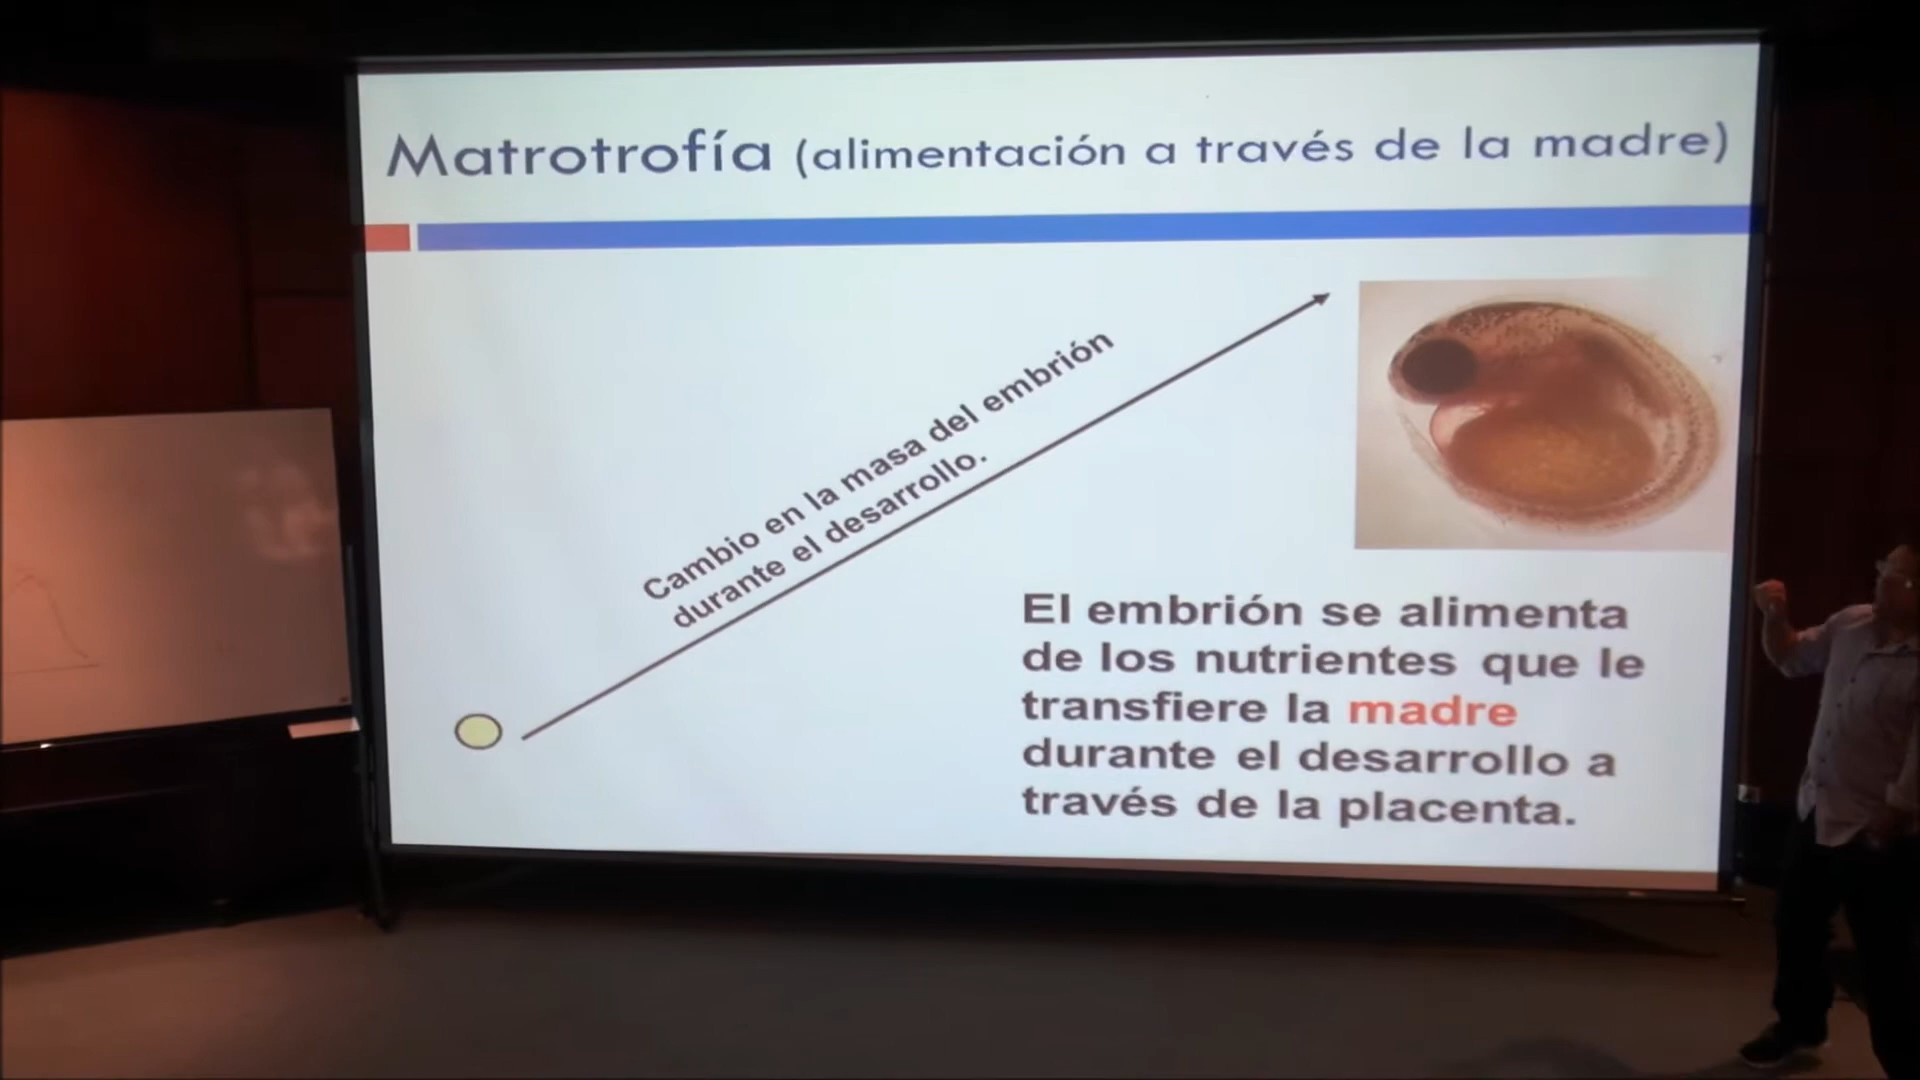 Matrotrofía (alimentación a través de la madre)
Cambio en la masa del embrión
durante el desarrollo.
El embrión se alimenta
de los nutrientes que le
transfiere la madre
durante el desarrollo a
través de la placenta.